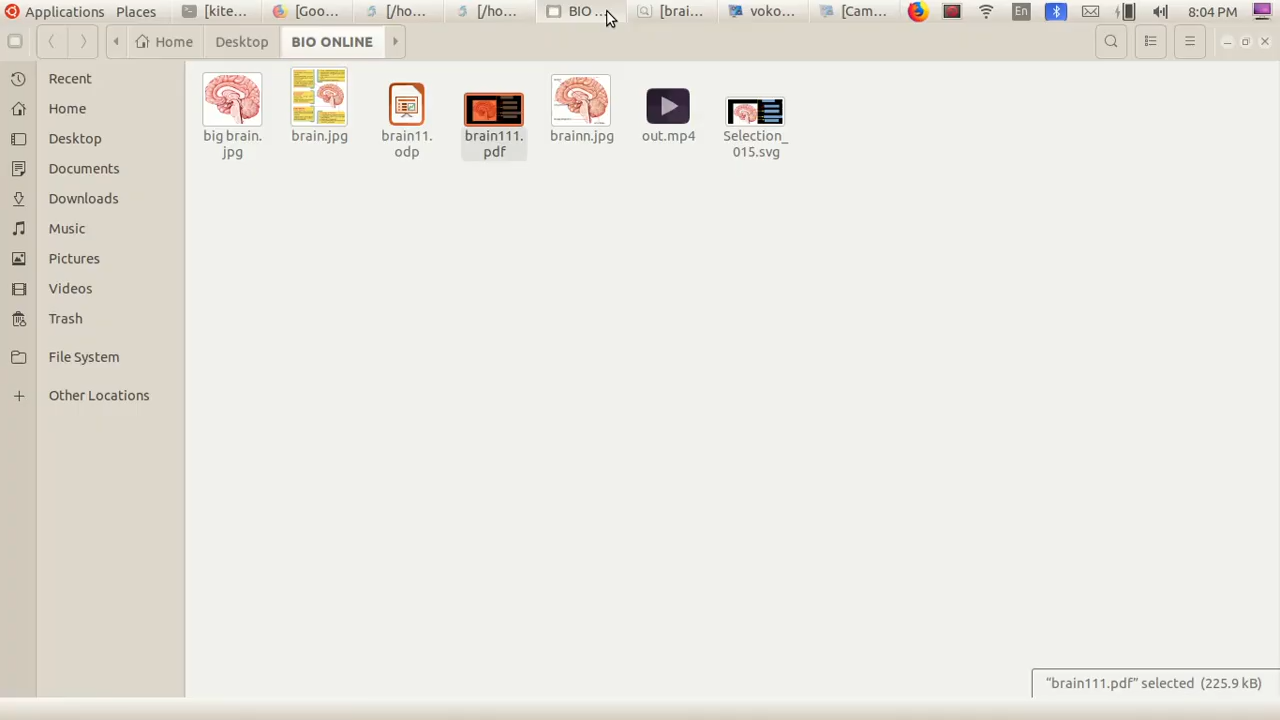 Applications Places [kite... [Goo... [/ho... [/ho... BIO ... [brai... voko... [Cam... En 8:04 PM
Home Desktop BIO ONLINE
Recent
Home
Desktop
Documents
Downloads
Music
Pictures
Videos
Trash
File System
Other Locations
big brain.
jpg
brain.jpg
brain11.
odp
brain111.
pdf
brainn.jpg
out.mp4
Selection_
015.svg
"brain111.pdf" selected (225.9 kB)